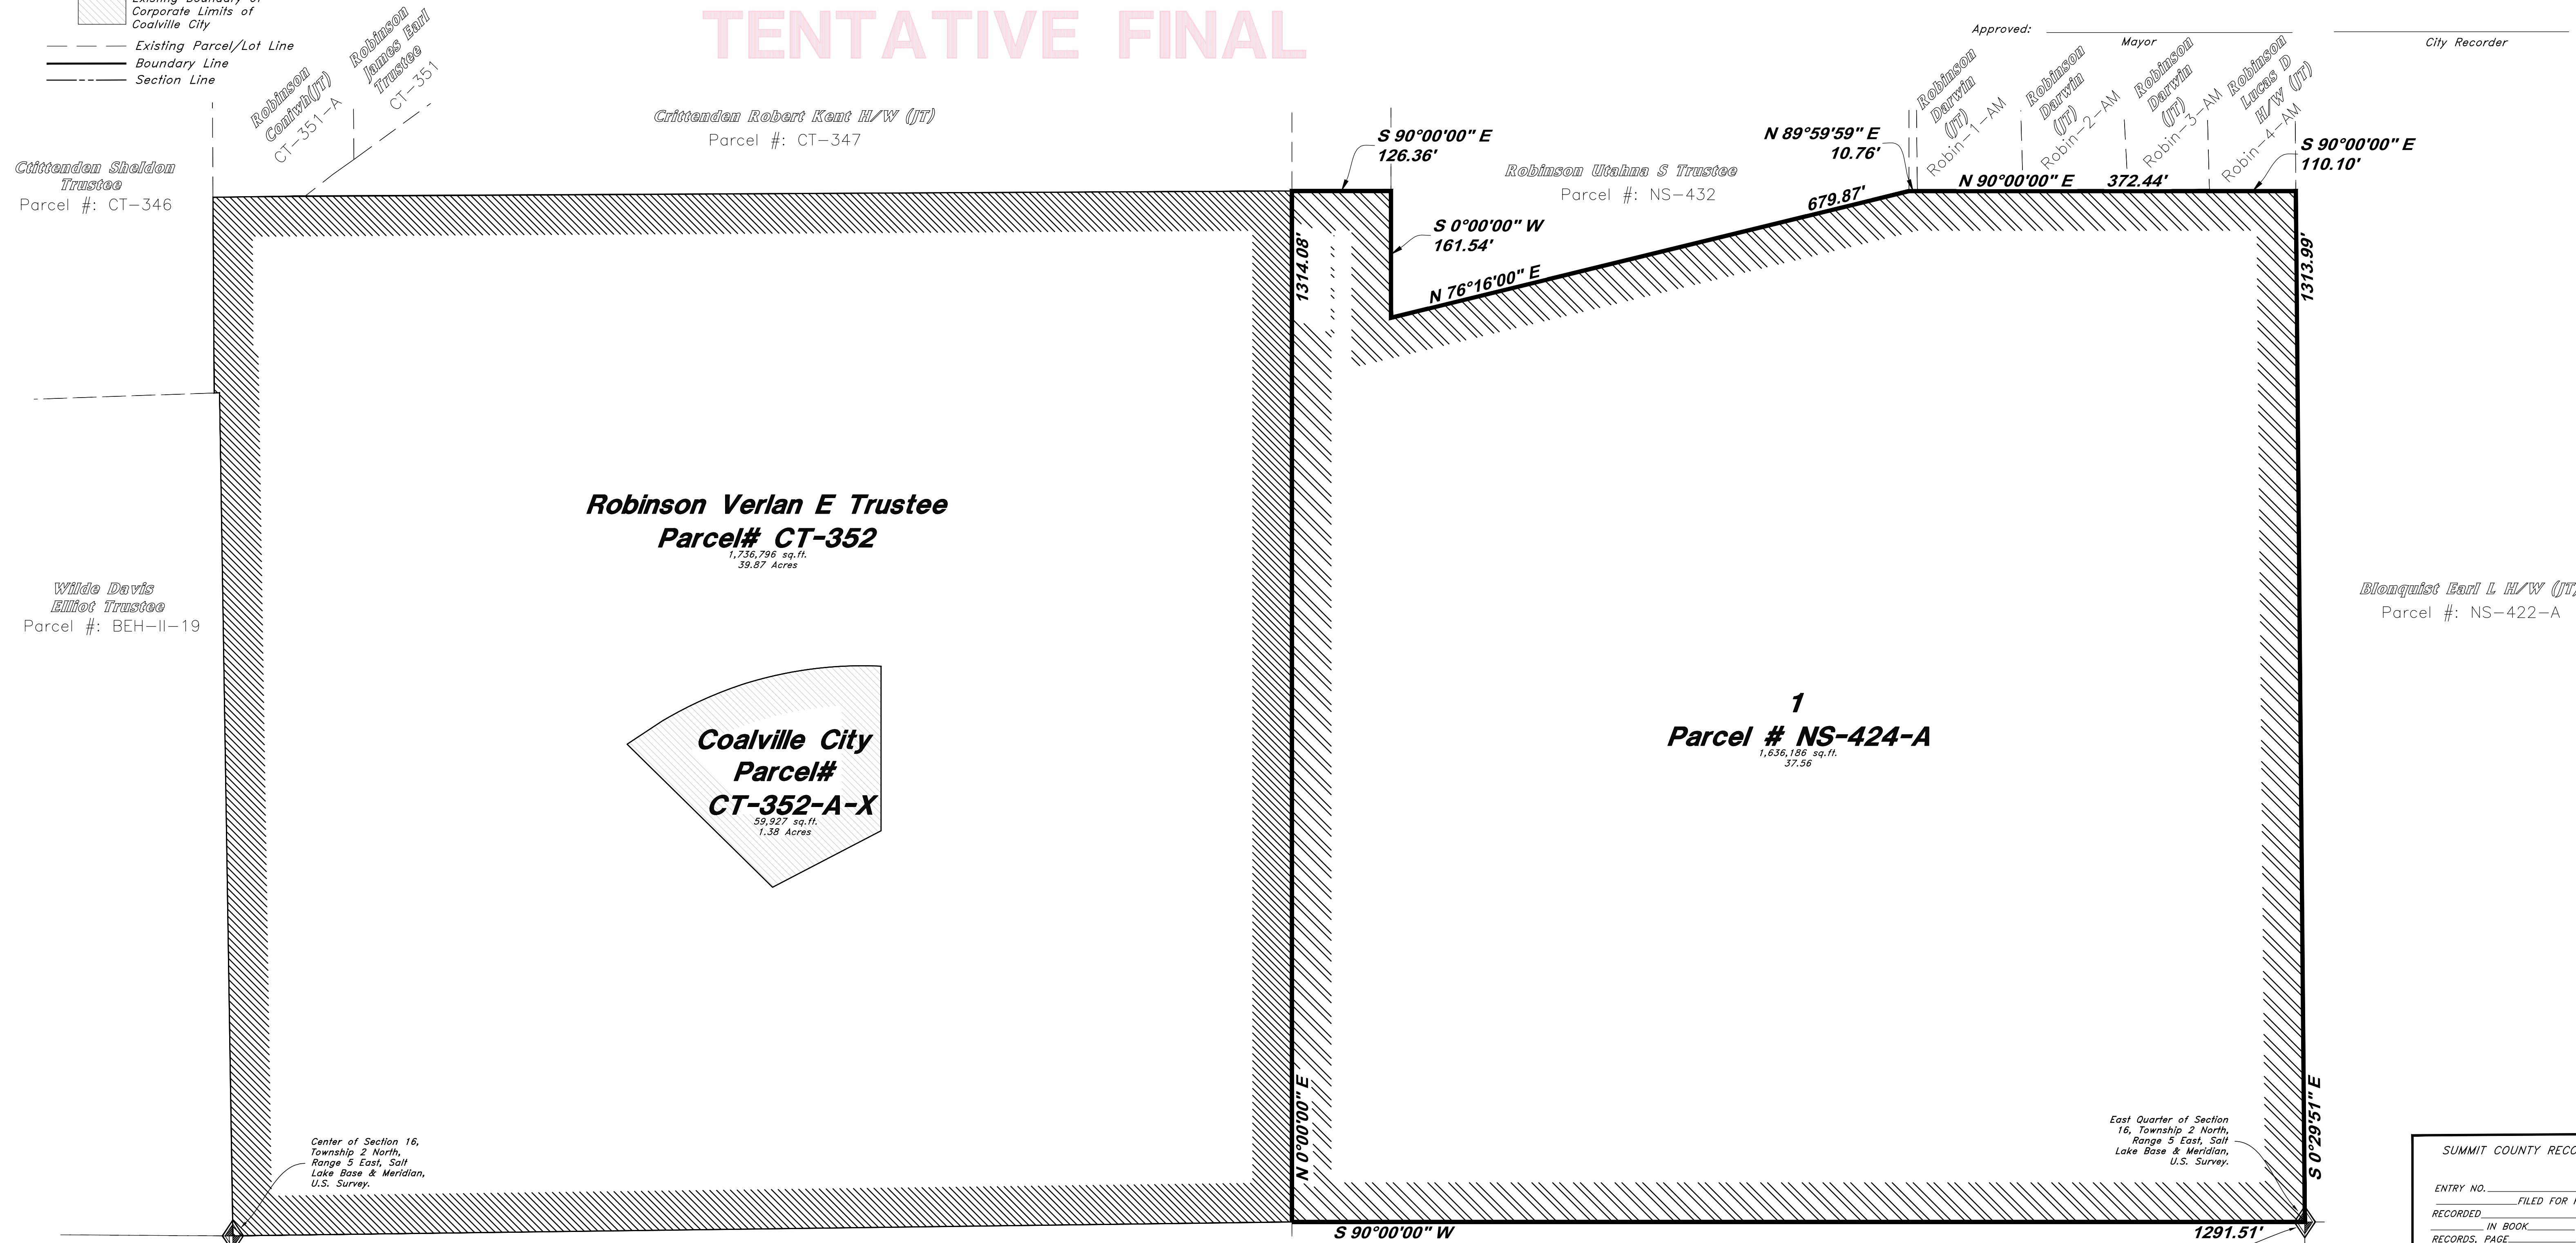 Corporate Limits of
Coalville City
Existing Parcel/Lot Line
Boundary Line
Section Line
TENTATIVE FINAL
Approved:
Mayor
City Recorder
Robinson
Coniwh(JT)
CT-351-A
Robinson
James Earl
Trustee
CT-351
Crittenden Robert Kent H/W (JT)
Parcel #: CT-347
Ctittenden Sheldon
Trustee
Parcel #: CT-346
S 90°00'00" E
126.36'
Robinson Utahna S Trustee
Parcel #: NS-432
N 89°59'59" E
10.76'
Robinson
Darwin
(JT)
Robin-1-AM
Robinson
Darwin
(JT)
Robin-2-AM
Robinson
Darwin
(JT)
Robin-3-AM
Robinson
Lucas D
H/W (JT)
Robin-4-AM
S 90°00'00" E
110.10'
N 90°00'00" E 372.44'
679.87'
S 0°00'00" W
161.54'
1314.08'
N 76°16'00" E
1313.99'
Robinson Verlan E Trustee
Parcel# CT-352
1,736,796 sq.ft.
39.87 Acres
Wilde Davis
Elliot Trustee
Parcel #: BEH-II-19
Blonquist Earl L H/W (JT)
Parcel #: NS-422-A
1
Parcel # NS-424-A
1,636,186 sq.ft.
37.56
Coalville City
Parcel#
CT-352-A-X
59,927 sq.ft.
1.38 Acres
N 0°00'00" E
S 0°29'51" E
Center of Section 16,
Township 2 North,
Range 5 East, Salt
Lake Base & Meridian,
U.S. Survey.
East Quarter of Section
16, Township 2 North,
Range 5 East, Salt
Lake Base & Meridian,
U.S. Survey.
S 90°00'00" W
1291.51'
SUMMIT COUNTY RECO
ENTRY NO.
FILED FOR
RECORDED
IN BOOK
RECORDS, PAGE